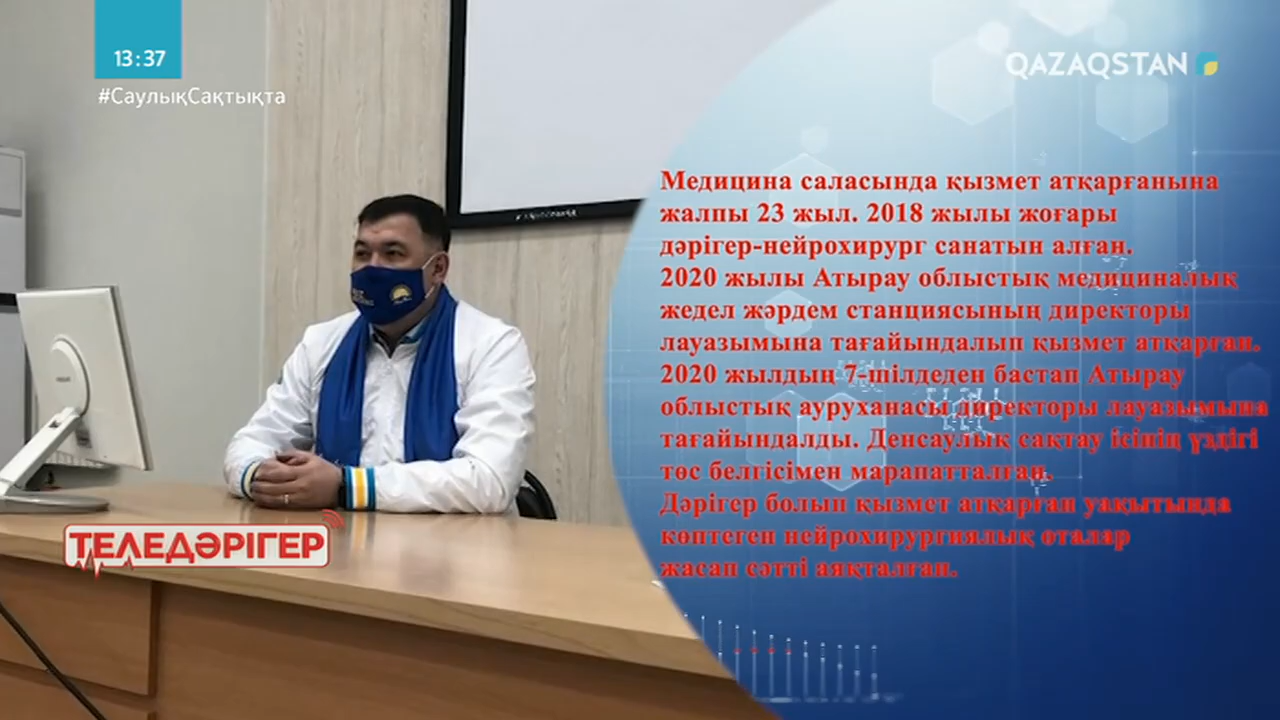 13:37
#СаулықСақтықта
QAZAQSTAN
Медицина саласында қызмет атқарғанына
жалпы 23 жыл. 2018 жылы жоғары
дәрігер-нейрохирург санатын алған.
2020 жылы Атырау облыстық медициналық
жедел жәрдем станциясының директоры
лауазымына тағайындалып қызмет атқарған.
2020 жылдың 7-шілдеден бастап Атырау
облыстық ауруханасы директоры лауазымына
тағайындалды. Денсаулық сақтау ісінің үздігі
төс белгісімен марапатталған.
Дәрігер болып қызмет атқарған уақытында
көптеген нейрохирургиялық оталар
жасап сәтті аяқталған.
ТЕЛЕДӘРІГЕР